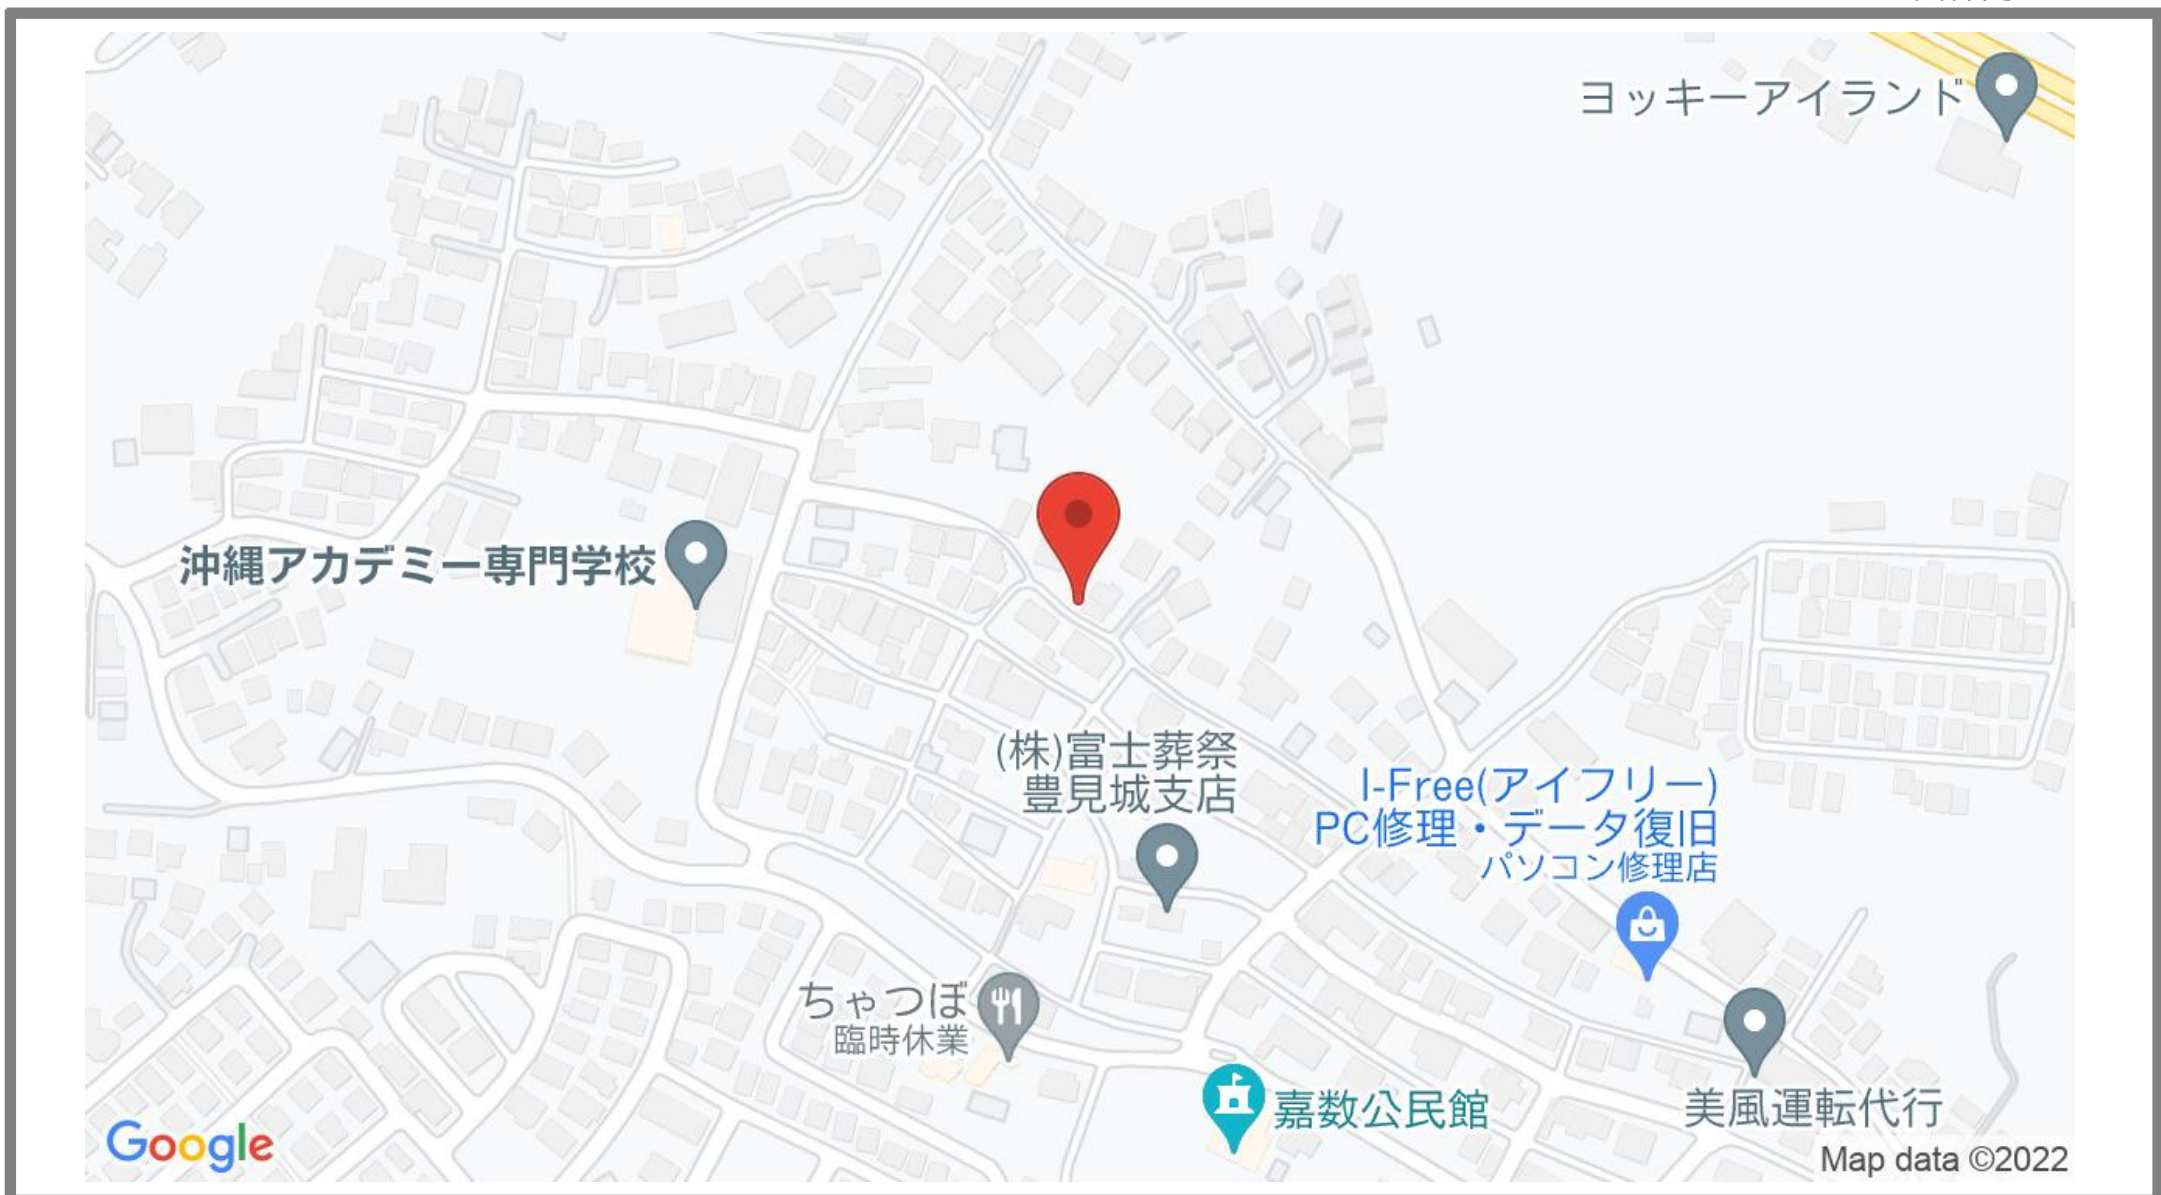 ヨッキーアイランド
沖縄アカデミー専門学校
(株)富士葬祭
豊見城支店
I-Free(アイフリー)
PC修理・データ復旧
パソコン修理店
ちゃつぼ
臨時休業
嘉数公民館
美風運転代行
Google
Map data ©2022